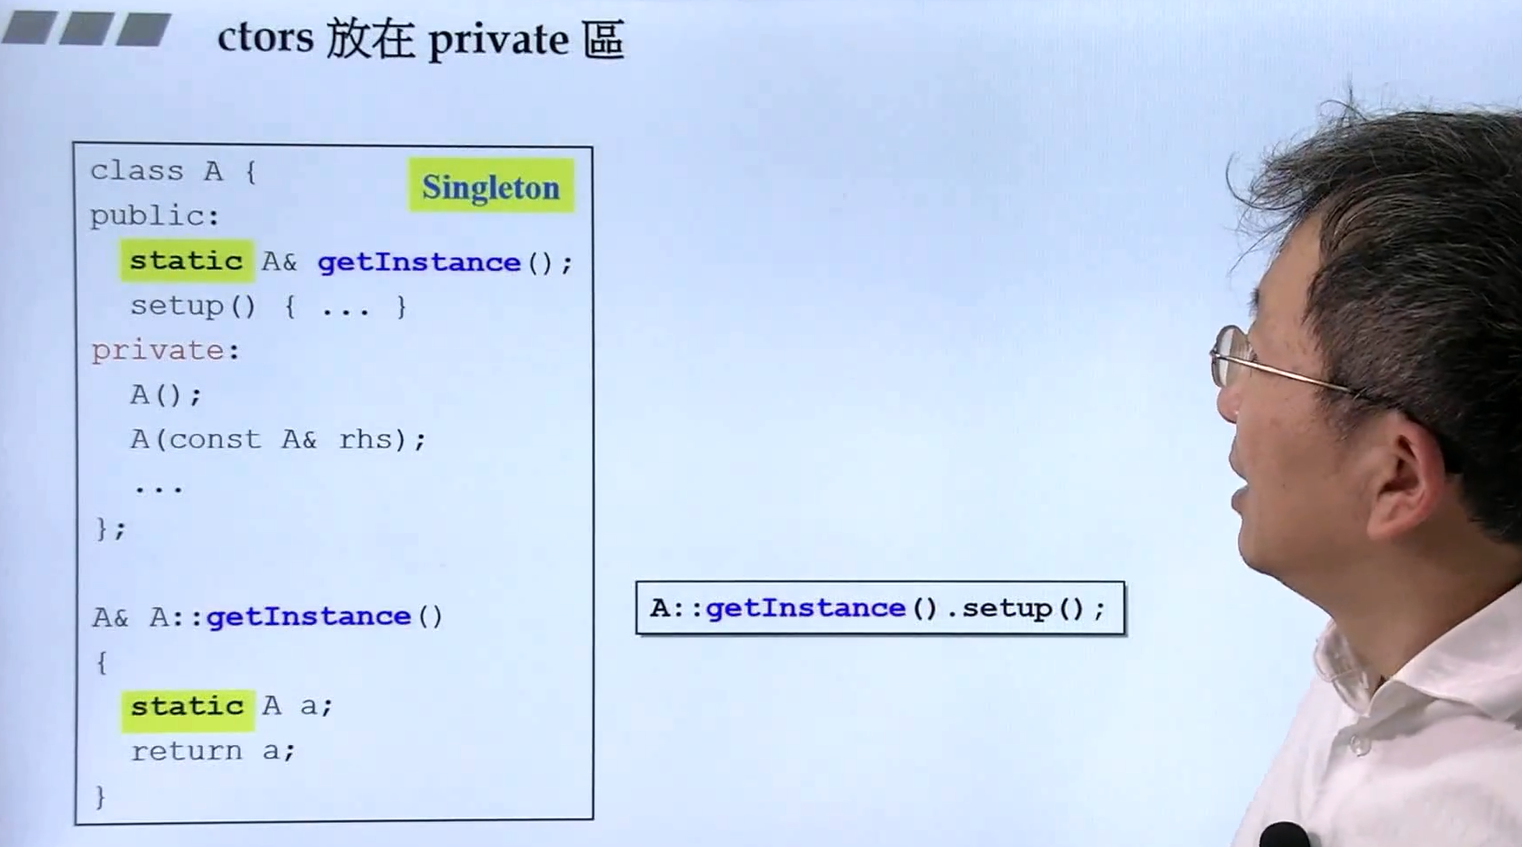 ctors 放在 private 區
class A {
Singleton
public:
static A& getInstance();
setup() { ... }
private:
A();
A(const A& rhs);
...
};
A& A::getInstance()
{
static A a;
return a;
}
A::getInstance().setup();